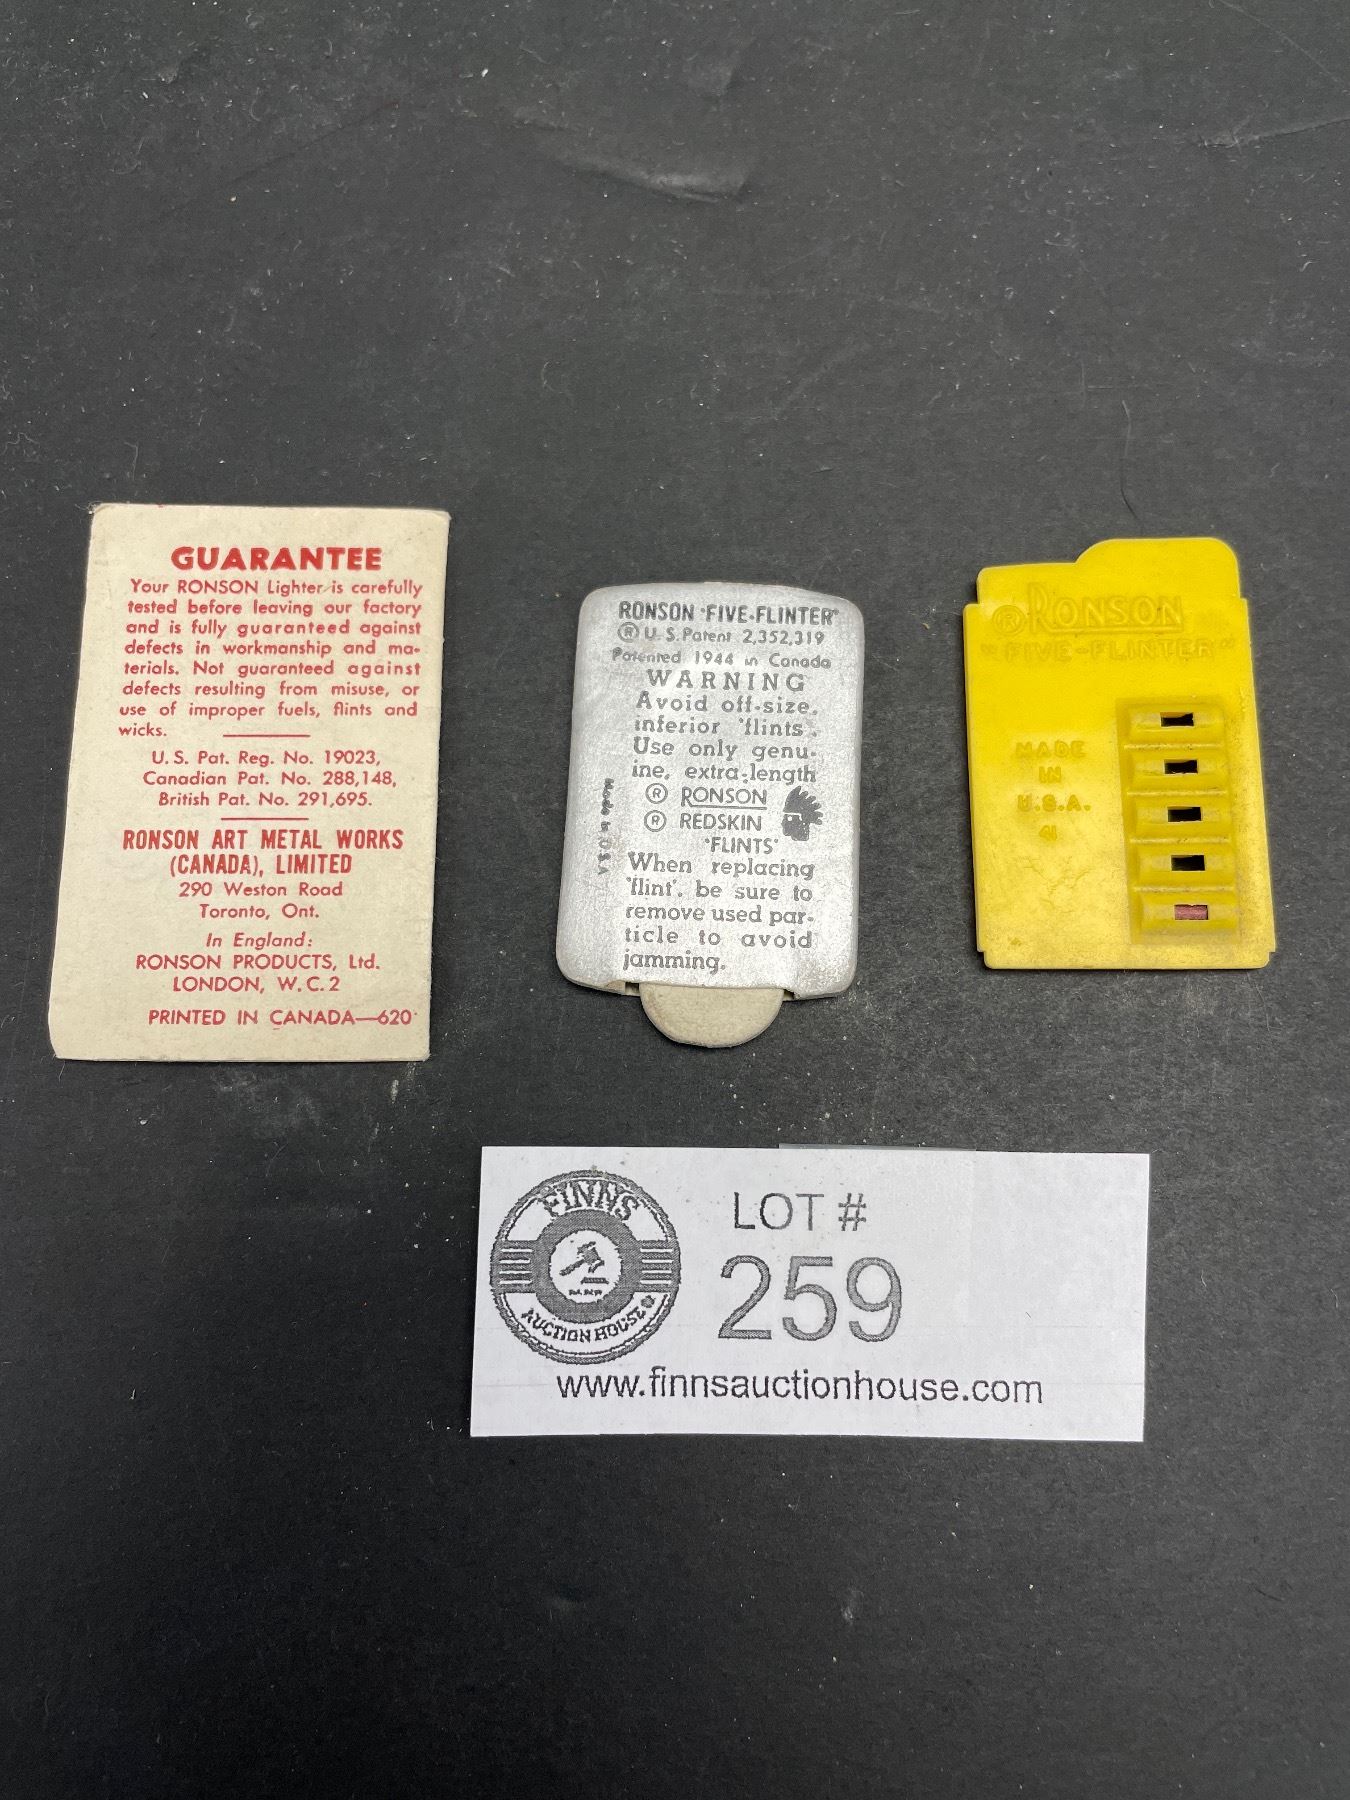 GUARANTEE
Your RONSON Lighter is carefully
tested before leaving our factory
and is fully guaranteed against
defects in workmanship and ma-
terials. Not guaranteed against
defects resulting from misuse, or
use of improper fuels, flints and
wicks.
U.S. Pat. Reg. No. 19023,
Canadian Pat. No. 288,148,
British Pat. No. 291,695.
RONSON ART METAL WORKS
(CANADA), LIMITED
290 Weston Road
Toronto, Ont.
In England:
RONSON PRODUCTS, Ltd.
LONDON, W.C.2
PRINTED IN CANADA—620
RONSON "FIVE-FLINTER"
® U.S. Patent 2,352,319
Patented 1944 in Canada
WARNING
Avoid off-size,
inferior 'flints'.
Use only genu-
ine, extra-length
® RONSON
® REDSKIN
'FLINTS'
When replacing
'flint', be sure to
remove used par-
ticle to avoid
jamming.
Made in U.S.A.
® RONSON
"FIVE-FLINTER"
MADE
IN
U.S.A.
FINNS
AUCTION HOUSE
LOT #
259
www.finnsauctionhouse.com